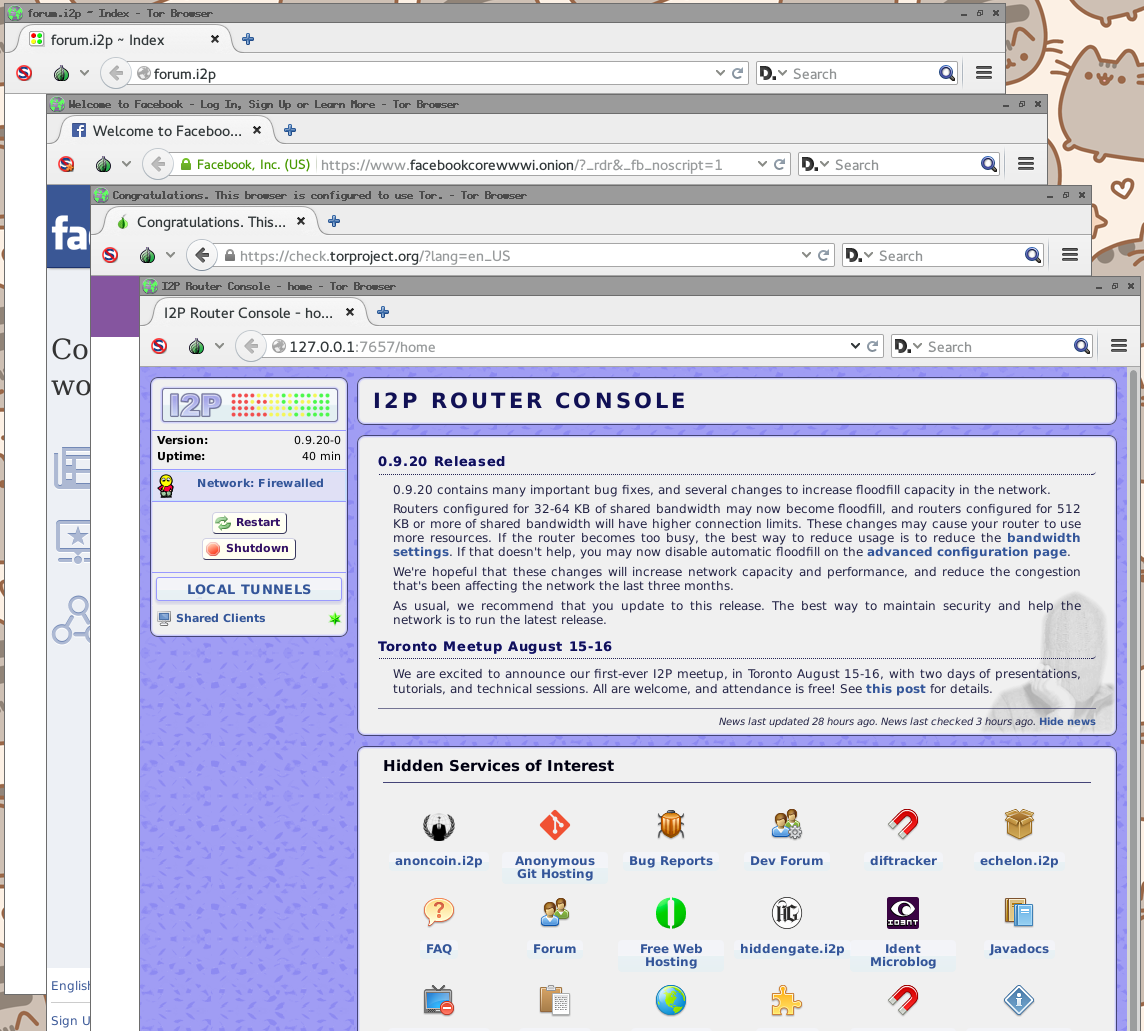 forum.i2p ~ Index - Tor Browser
forum.i2p ~ Index
forum.i2p
D. Search
Welcome to Facebook - Log In, Sign Up or Learn More - Tor Browser
Welcome to Faceboo...
Facebook, Inc. (US) https://www.facebookcorewwwi.onion/?_rdr&_fb_noscript=1
D. Search
Congratulations. This browser is configured to use Tor. - Tor Browser
fa
Congratulations. This...
https://check.torproject.org/?lang=en_US
D. Search
I2P Router Console - home - Tor Browser
I2P Router Console - ho...
127.0.0.1:7657/home
D. Search
Co
wo
English
Sign U
I2P
Version: 0.9.20-0
Uptime: 40 min
Network: Firewalled
Restart
Shutdown
LOCAL TUNNELS
Shared Clients
I2P ROUTER CONSOLE
0.9.20 Released
0.9.20 contains many important bug fixes, and several changes to increase floodfill capacity in the network.
Routers configured for 32-64 KB of shared bandwidth may now become floodfill, and routers configured for 512
KB or more of shared bandwidth will have higher connection limits. These changes may cause your router to use
more resources. If the router becomes too busy, the best way to reduce usage is to reduce the bandwidth
settings. If that doesn't help, you may now disable automatic floodfill on the advanced configuration page.
We're hopeful that these changes will increase network capacity and performance, and reduce the congestion
that's been affecting the network the last three months.
As usual, we recommend that you update to this release. The best way to maintain security and help the
network is to run the latest release.
Toronto Meetup August 15-16
We are excited to announce our first-ever I2P meetup, in Toronto August 15-16, with two days of presentations,
tutorials, and technical sessions. All are welcome, and attendance is free! See this post for details.
News last updated 28 hours ago. News last checked 3 hours ago. Hide news
Hidden Services of Interest
anoncoin.i2p
Anonymous
Git Hosting
Bug Reports
Dev Forum
diftracker
echelon.i2p
FAQ
Forum
Free Web
Hosting
HG
hiddengate.i2p
IDENT
Ident
Microblog
Javadocs